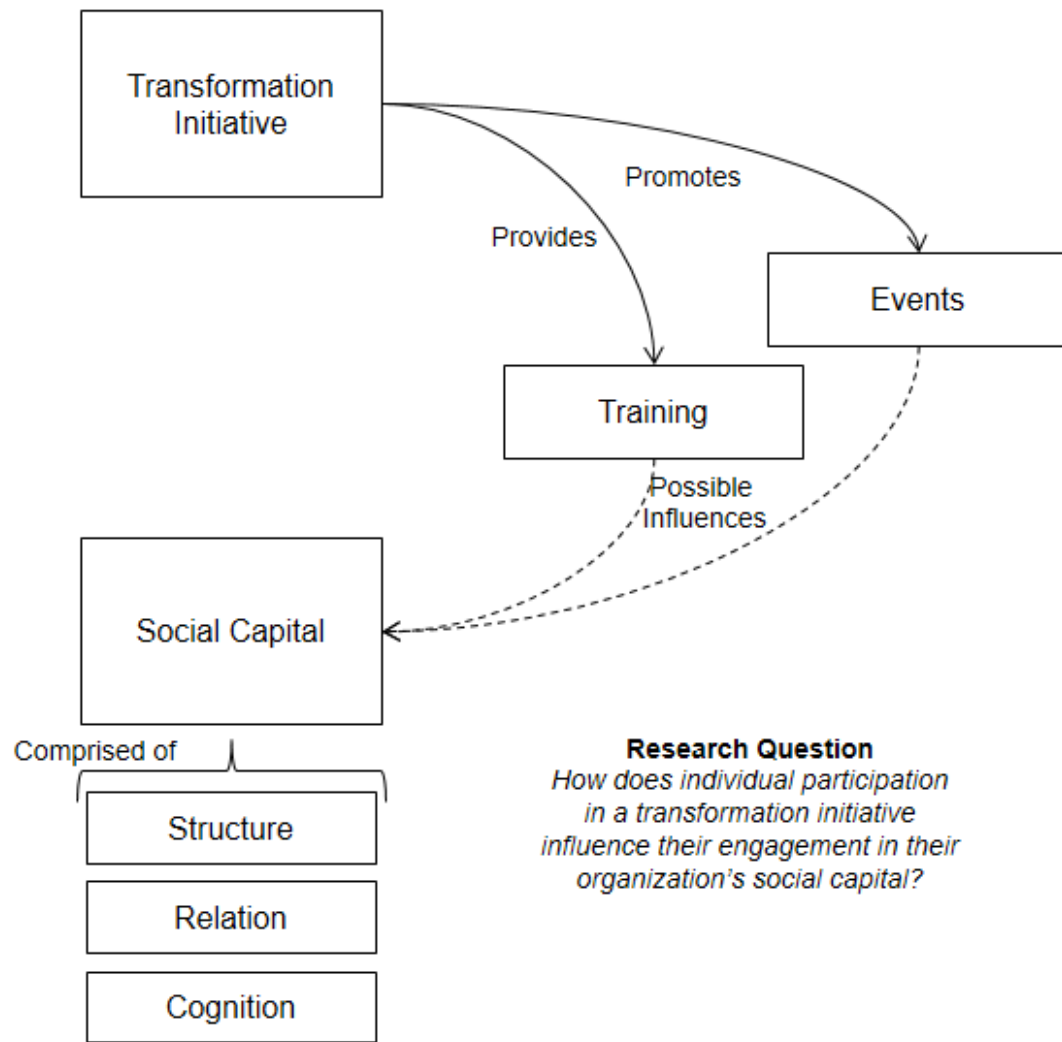 Transformation
Initiative
Promotes
Provides
Events
Training
Possible
Influences
Social Capital
Comprised of
Structure
Relation
Cognition
Research Question
How does individual participation
in a transformation initiative
influence their engagement in their
organization's social capital?